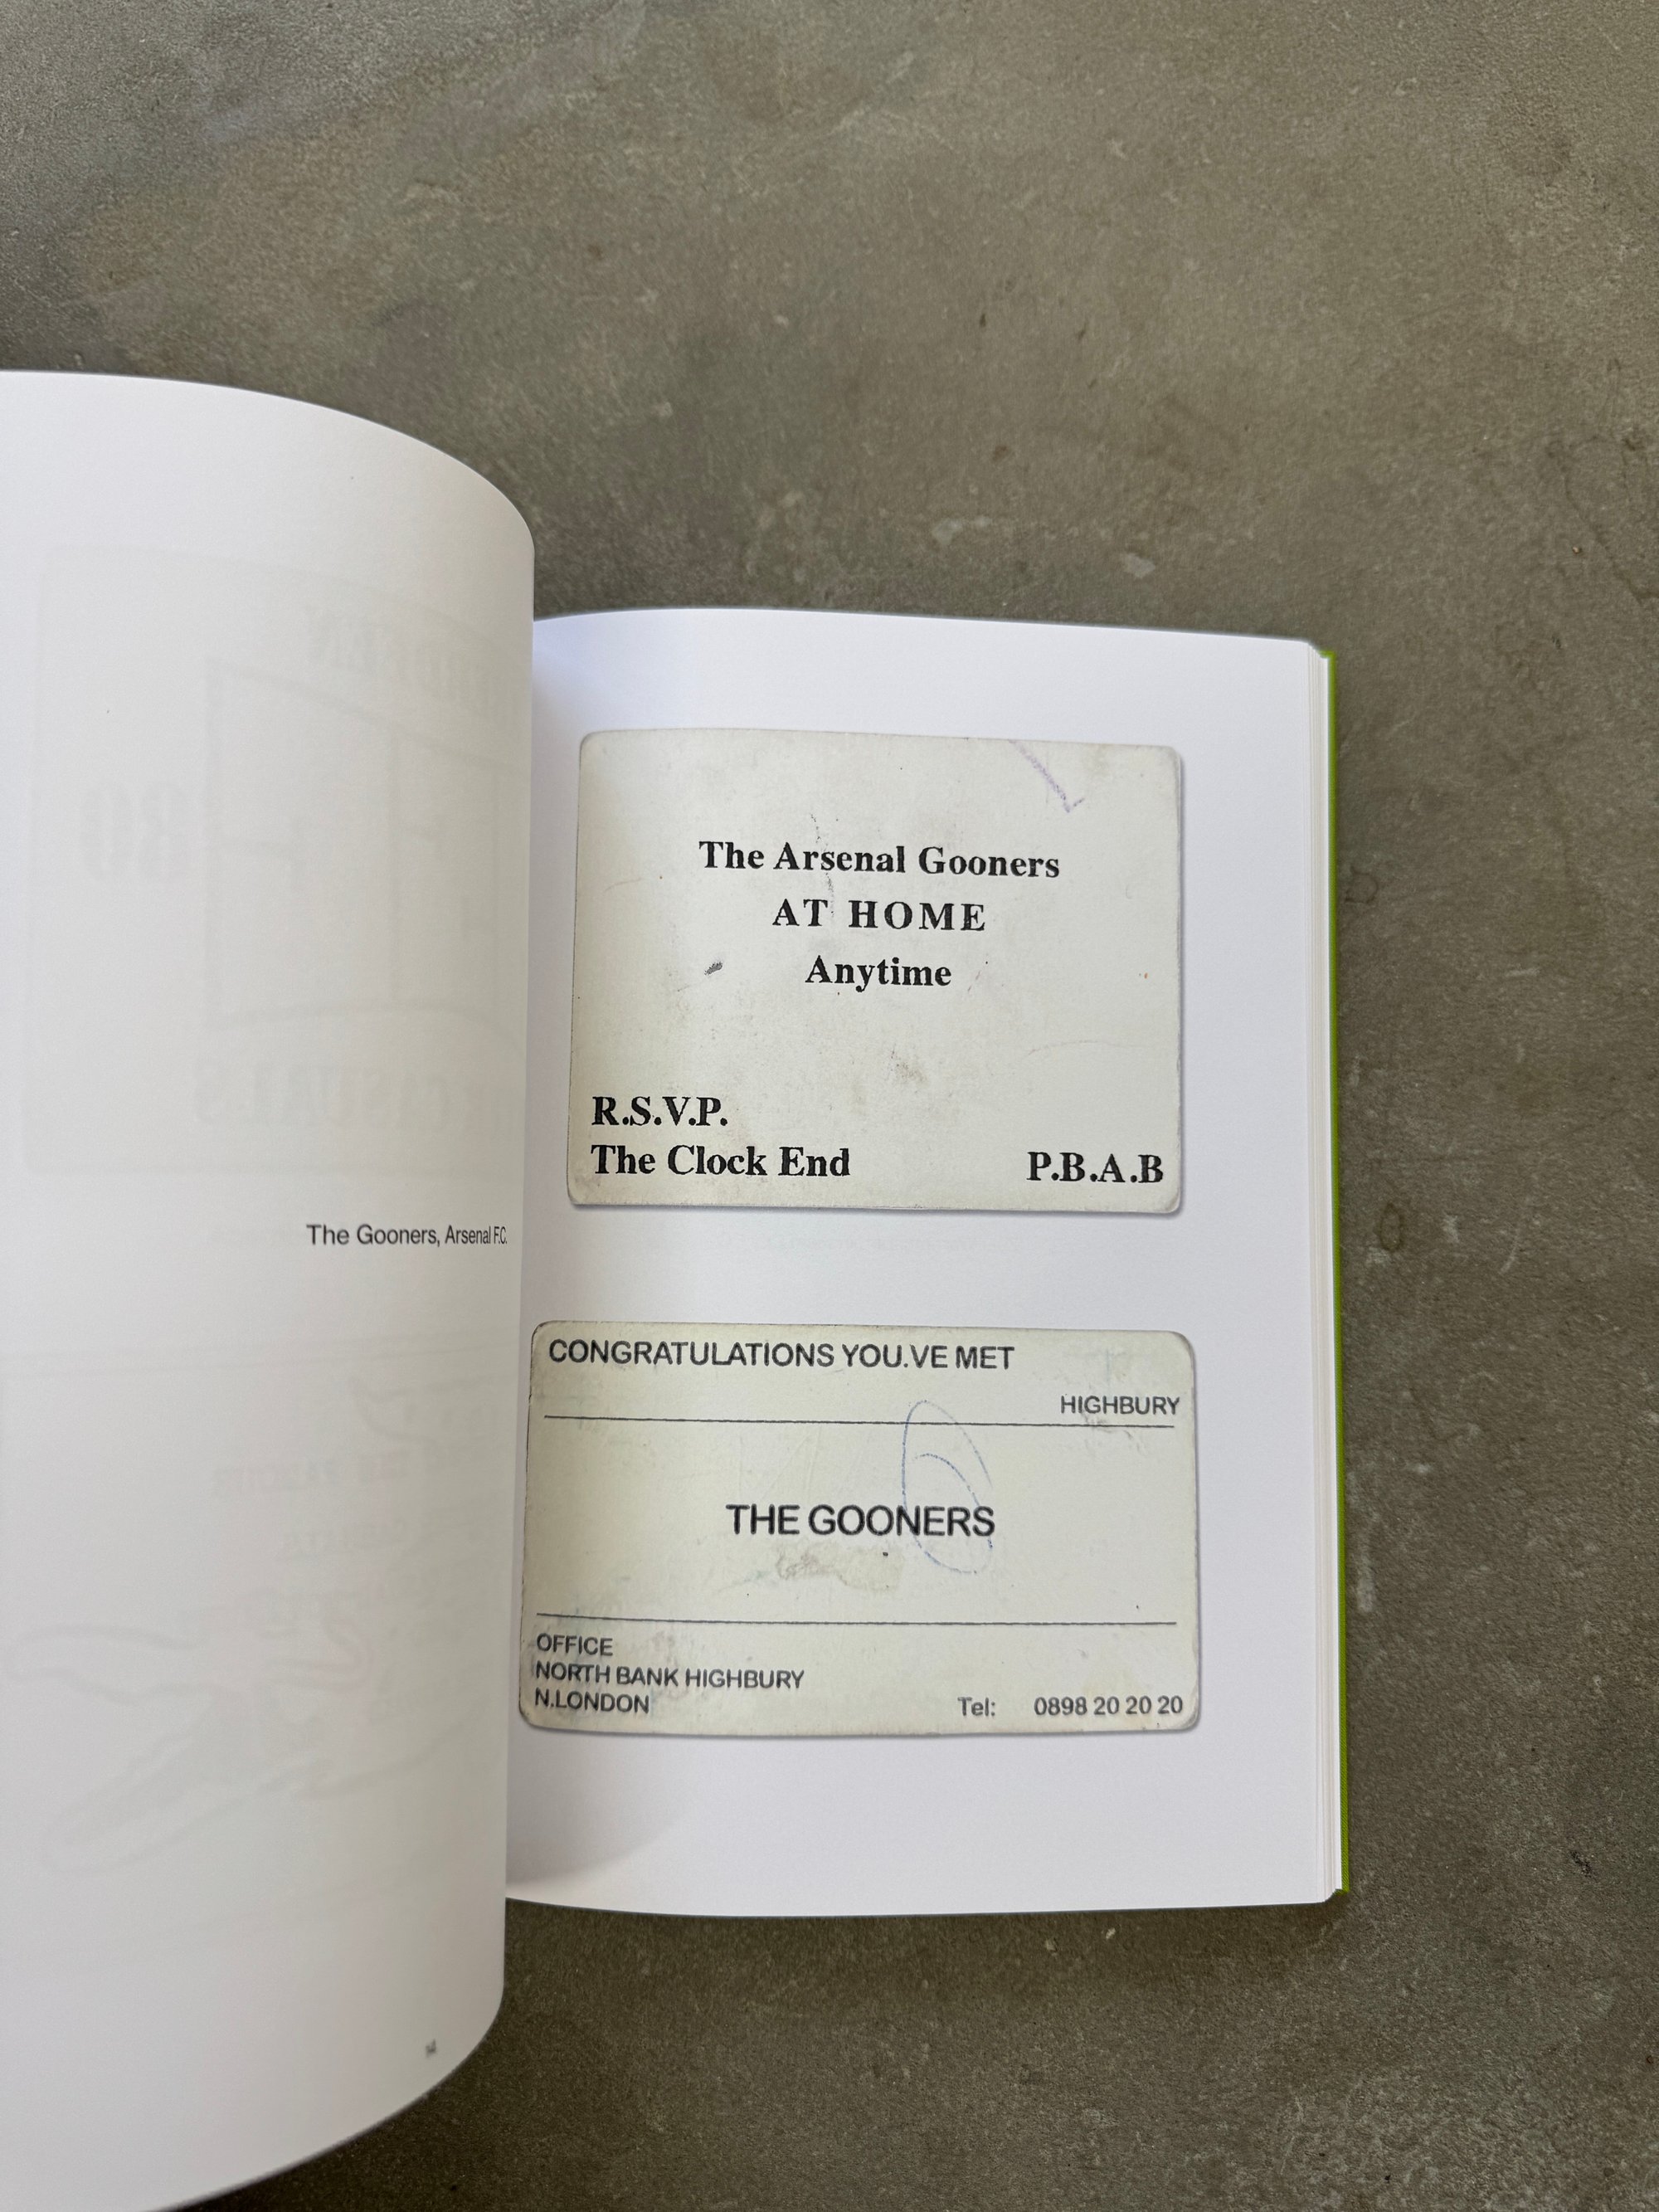 The Gooners, Arsenal F.C.
The Arsenal Gooners
AT HOME
Anytime
R.S.V.P.
The Clock End
P.B.A.B
CONGRATULATIONS YOU.VE MET
HIGHBURY
THE GOONERS
OFFICE
NORTH BANK HIGHBURY
N.LONDON
Tel: 0898 20 20 20